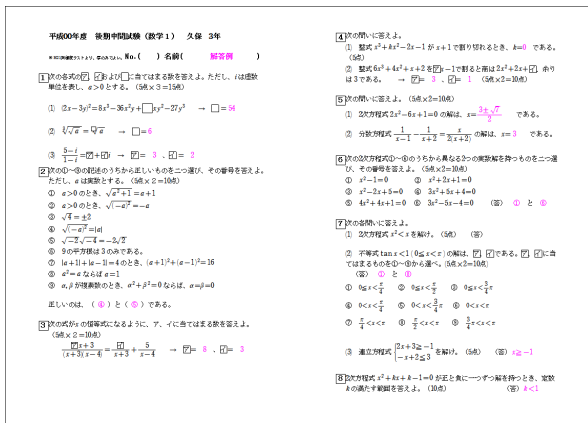 平成00年度 後期中間試験（数学1） 久保 3年
No.( ) 名前( 解答例 )
1 次の各式の ア, イ および□に当てはまる数を答えよ。ただし、iは虚数
単位を表し、a>0とする。（5点×3=15点）
(1) (2x-3y)³=8x³-36x²y+□xy²-27y³ → □=54
→ □=6
(3) (5-i)/(1-i)=ア+イi → ア= 3 , イ= 2
2 次の①〜⑨の記述のうちから正しいものを二つ選び、その番号を答えよ。
ただし、aは実数とする。（5点×2=10点）
① a>0のとき、√(a²+1)=a+1
② a>0のとき、√((-a)²)=-a
③ √4=±2
④ √((-a)²)=|a|
⑤ √-2√-4=-2√2
⑥ 9の平方根は3のみである。
⑦ |a+1|+|a-1|=4のとき、(a+1)²+(a-1)²=16
⑧ a²=a ならば a=1
⑨ α,βが複素数のとき、α²+β²=0ならば、α=β=0
正しいのは、（ ④ ）と（ ⑤ ）である。
3 次の式がxの恒等式になるように、ア、イに当てはまる数を答えよ。
（5点×2=10点）
(アx+3)/((x+3)(x-4))=イ/(x+3)+5/(x-4) → ア= 8 , イ= 3
4 次の問いに答えよ。
(1) 整式x³+kx²-2x-1がx+1で割り切れるとき、k=0 である。
（5点）
(2) 整式6x³+4x²+x+2をアx-1で割ると商は2x²+2x+イ, 余り
は3である。 → ア= 3 , イ= 1 （5点×2=10点）
5 次の問いに答えよ。（5点×2=10点）
(1) 2次方程式2x²-6x+1=0の解は、x=(3±√7)/2 である。
(2) 分数方程式 1/(x-1)-1/(x+2)=x/(2(x+2)) の解は、x=3 である。
6 次の2次方程式①〜⑥のうちから異なる2つの実数解を持つものを二つ選
び、その番号を答えよ。（5点×2=10点）
① x²-1=0 ② x²+2x+1=0
③ x²-2x+5=0 ④ 3x²+5x+4=0
⑤ 4x²+4x+1=0 ⑥ 3x²-5x-4=0 （答） ① と ⑥
7 次の各問いに答えよ。
(1) 2次方程式 x²<x を解け。（5点） （答）
(2) 不等式 tan x<1 (0≦x<π)の解は、ア, イである。ア, イに当
てはまるものを①〜⑨から選べ。（5点×2=10点）
（答） ① と ⑧
① 0≦x<π/4 ② 0≦x<π/2 ③ 0≦x<3/4π
④ 0<x<π/4 ⑤ 0<x<3/4π ⑥ 0<x<π
⑦ π/4<x<π ⑧ π/2<x<π ⑨ 3/4π<x<π
(3) 連立方程式{2x+3≧-1
-x+2≦3 を解け。（5点） （答）x≧-1
8 2次方程式 x²+kx+k-1=0が正と負に一つずつ解を持つとき、定数
kの満たす範囲を答えよ。（10点） （答）k<1